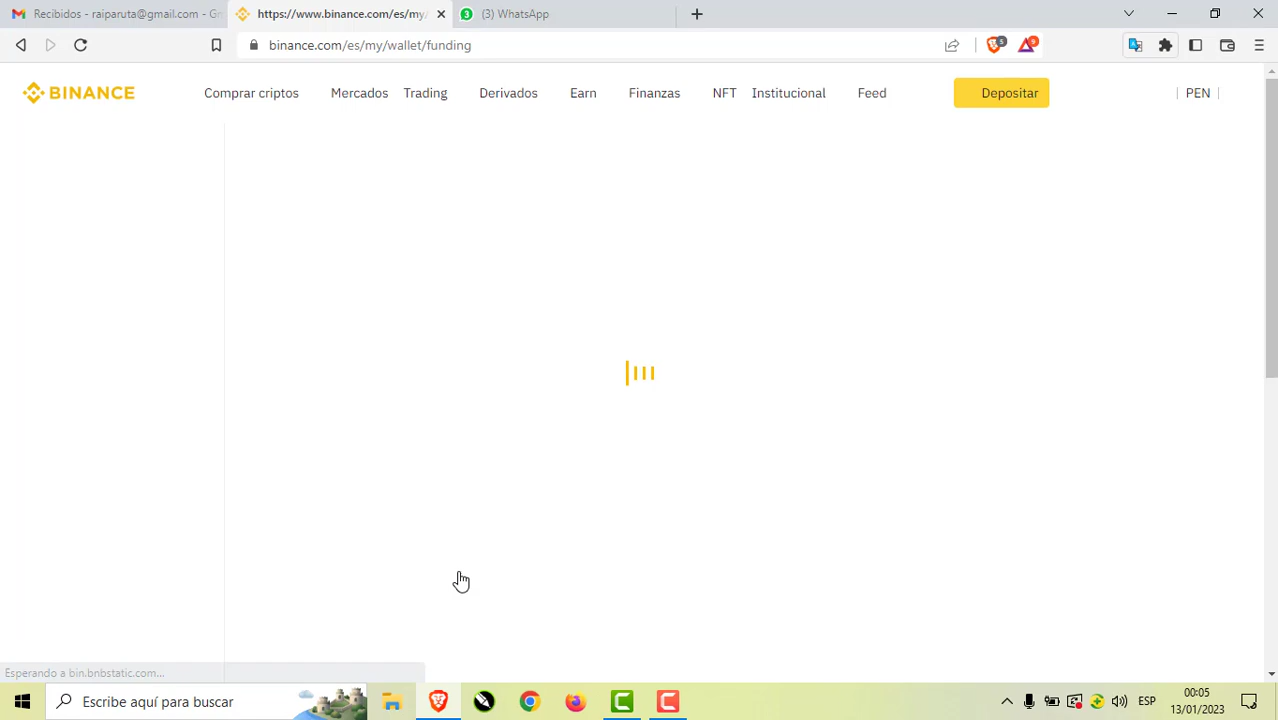 Recibidos - raiparuta@gmail.com - Gm
https://www.binance.com/es/my/
(3) WhatsApp
binance.com/es/my/wallet/funding
5
9
BINANCE
Comprar criptos
Mercados
Trading
Derivados
Earn
Finanzas
NFT
Institucional
Feed
Depositar
PEN
Esperando a bin.bnbstatic.com...
Escribe aquí para buscar
ESP
00:05
13/01/2023